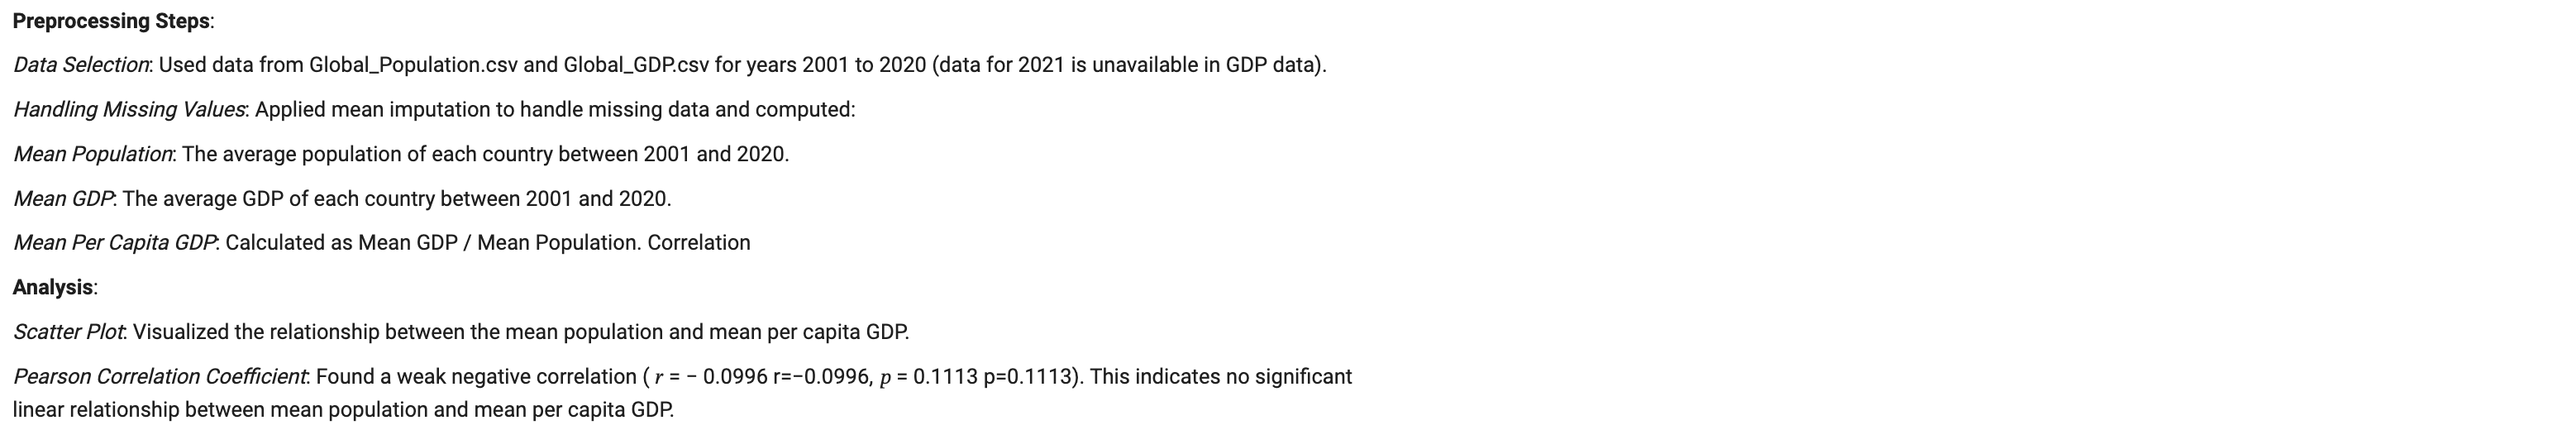 Preprocessing Steps:
Data Selection: Used data from Global_Population.csv and Global_GDP.csv for years 2001 to 2020 (data for 2021 is unavailable in GDP data).
Handling Missing Values: Applied mean imputation to handle missing data and computed:
Mean Population: The average population of each country between 2001 and 2020.
Mean GDP: The average GDP of each country between 2001 and 2020.
Mean Per Capita GDP: Calculated as Mean GDP / Mean Population. Correlation
Analysis:
Scatter Plot: Visualized the relationship between the mean population and mean per capita GDP.
Pearson Correlation Coefficient: Found a weak negative correlation ( r = − 0.0996 r=−0.0996, p = 0.1113 p=0.1113). This indicates no significant
linear relationship between mean population and mean per capita GDP.